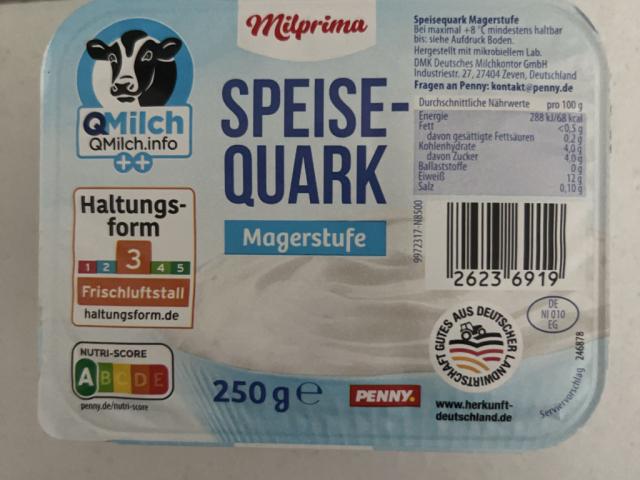 Milprima
QMilch
QMilch.info
++
SPEISE-
QUARK
Magerstufe
Haltungs-
form
1 2 3 4 5
Frischluftstall
haltungsform.de
NUTRI-SCORE
A B C D E
penny.de/nutri-score
250 g e
PENNY.
Speisequark Magerstufe
Bei maximal +8 °C mindestens haltbar
bis: siehe Aufdruck Boden.
Hergestellt mit mikrobiellem Lab.
DMK Deutsches Milchkontor GmbH
Industriestr. 27, 27404 Zeven, Deutschland
Fragen an Penny: kontakt@penny.de
Durchschnittliche Nährwerte pro 100 g
Energie 288 kJ/68 kcal
Fett <0,5 g
davon gesättigte Fettsäuren 0,2 g
Kohlenhydrate 4,0 g
davon Zucker 4,0 g
Ballaststoffe 0 g
Eiweiß 12 g
Salz 0,10 g
9972317-N8500
2623 6919
DE
NI 010
EG
GUTES AUS DEUTSCHER LANDWIRTSCHAFT
www.herkunft-
deutschland.de
Serviervorschlag 246878